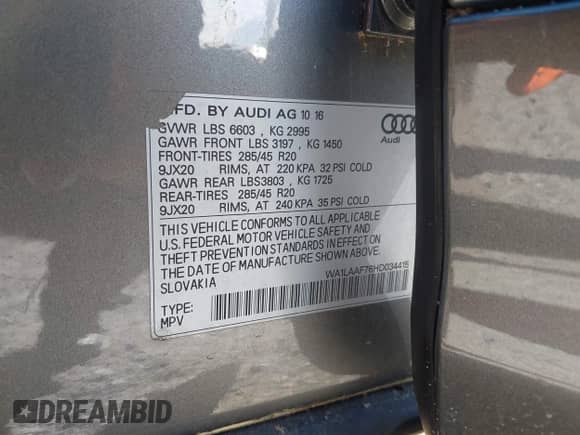 MFD. BY AUDI AG 10 16
GVWR LBS 6603 , KG 2995
GAWR FRONT LBS 3197 , KG 1450
FRONT-TIRES 285/45 R20
9JX20 RIMS, AT 220 KPA 32 PSI COLD
GAWR REAR LBS3803 , KG 1725
REAR-TIRES 285/45 R20
9JX20 RIMS, AT 240 KPA 35 PSI COLD
Audi
THIS VEHICLE CONFORMS TO ALL APPLICABLE
U.S. FEDERAL MOTOR VEHICLE SAFETY AND
THEFT PREVENTION STANDARDS IN EFFECT ON
THE DATE OF MANUFACTURE SHOWN ABOVE.
SLOVAKIA
WA1LAAF76HD034415
TYPE:
MPV
DREAMBID